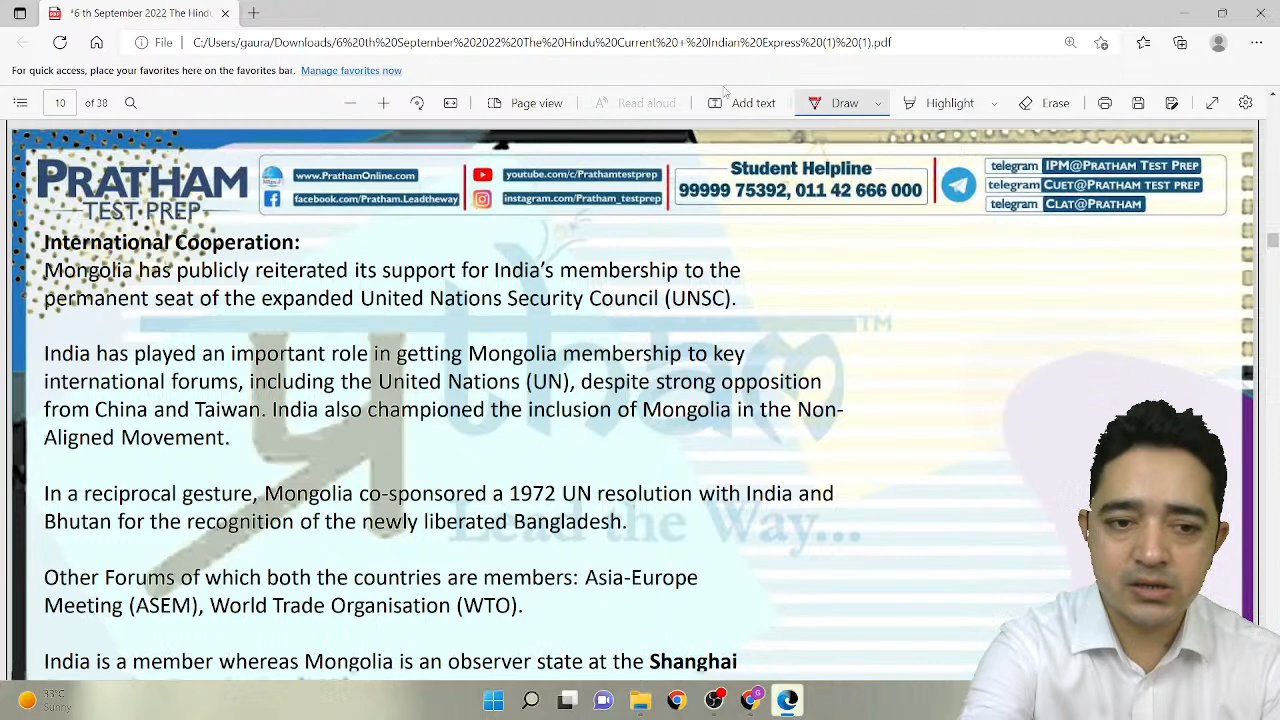 *6 th September 2022 The Hindu
File C:/Users/gaura/Downloads/6%20th%20September%202022%20The%20Hindu%20Current%20+%20Indian%20Express%20(1)%20(1).pdf
For quick access, place your favorites here on the favorites bar. Manage favorites now
10 of 38 Page view Read aloud Add text Draw Highlight Erase
PRATHAM
TEST PREP
www.PrathamOnline.com
facebook.com/Pratham.Leadtheway
youtube.com/c/Prathamtestprep
instagram.com/Pratham_testprep
Student Helpline
99999 75392, 011 42 666 000
telegram IPM@PRATHAM TEST PREP
telegram CUET@PRATHAM TEST PREP
telegram CLAT@PRATHAM
International Cooperation:
Mongolia has publicly reiterated its support for India's membership to the
permanent seat of the expanded United Nations Security Council (UNSC).
India has played an important role in getting Mongolia membership to key
international forums, including the United Nations (UN), despite strong opposition
from China and Taiwan. India also championed the inclusion of Mongolia in the Non-
Aligned Movement.
In a reciprocal gesture, Mongolia co-sponsored a 1972 UN resolution with India and
Bhutan for the recognition of the newly liberated Bangladesh.
Other Forums of which both the countries are members: Asia-Europe
Meeting (ASEM), World Trade Organisation (WTO).
India is a member whereas Mongolia is an observer state at the Shanghai
प्रtham TM
Lead the Way...
33°C
Sunny